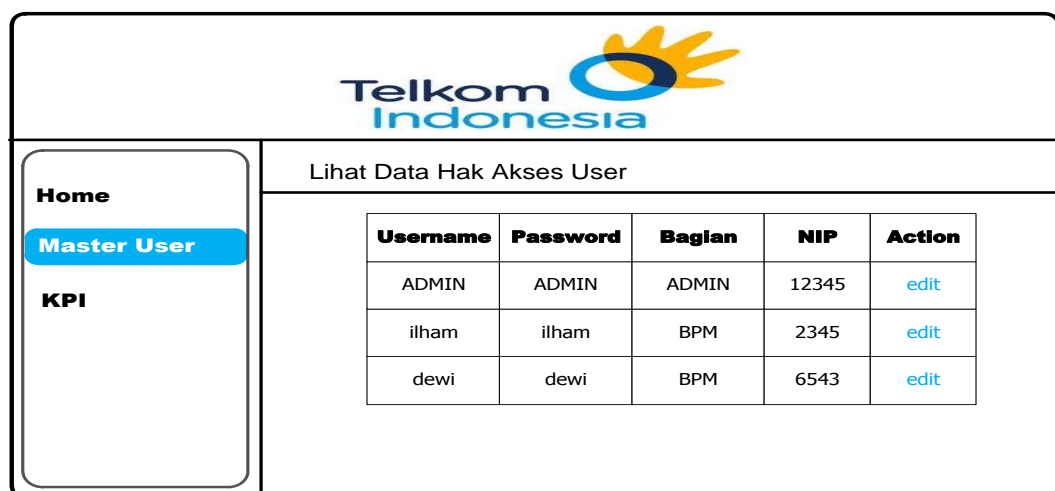 Telkom
Indonesia
Home
Master User
KPI
Lihat Data Hak Akses User
Username Password Bagian NIP Action
ADMIN ADMIN ADMIN 12345 edit
ilham ilham BPM 2345 edit
dewi dewi BPM 6543 edit